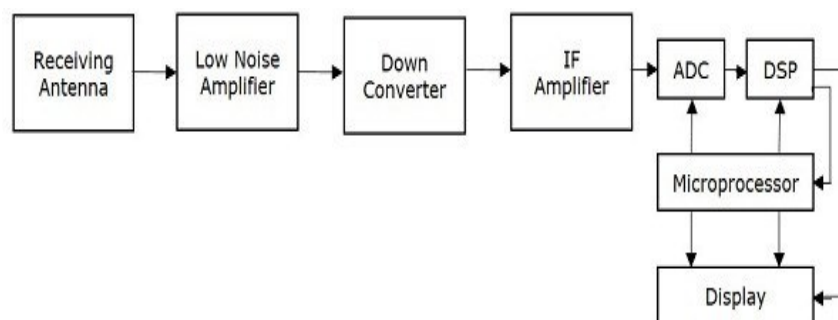 Receiving
Antenna
Low Noise
Amplifier
Down
Converter
IF
Amplifier
ADC
DSP
Microprocessor
Display